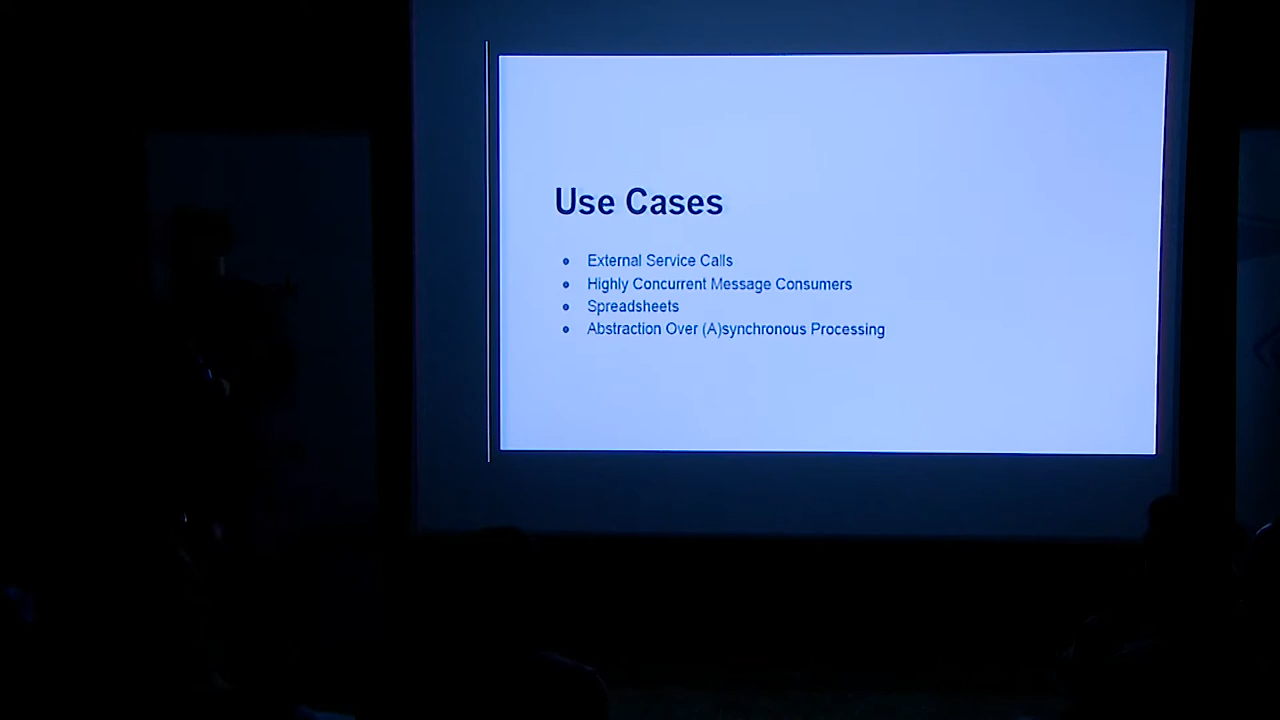 Use Cases
• External Service Calls
• Highly Concurrent Message Consumers
• Spreadsheets
• Abstraction Over (A)synchronous Processing